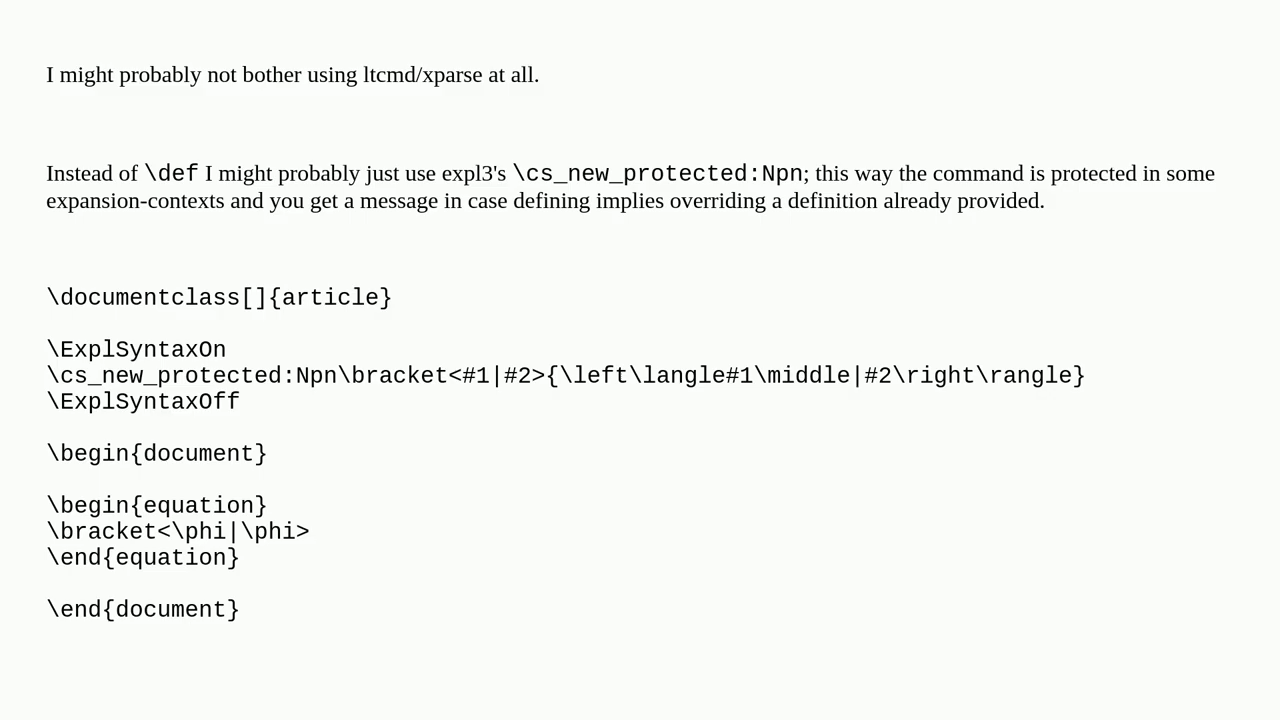 I might probably not bother using ltcmd/xparse at all.
Instead of \def I might probably just use expl3's \cs_new_protected:Npn; this way the command is protected in some
expansion-contexts and you get a message in case defining implies overriding a definition already provided.
\documentclass[]{article}
\ExplSyntaxOn
\cs_new_protected:Npn\bracket<#1|#2>{\left\langle#1\middle|#2\right\rangle}
\ExplSyntaxOff
\begin{document}
\begin{equation}
\bracket<\phi|\phi>
\end{equation}
\end{document}